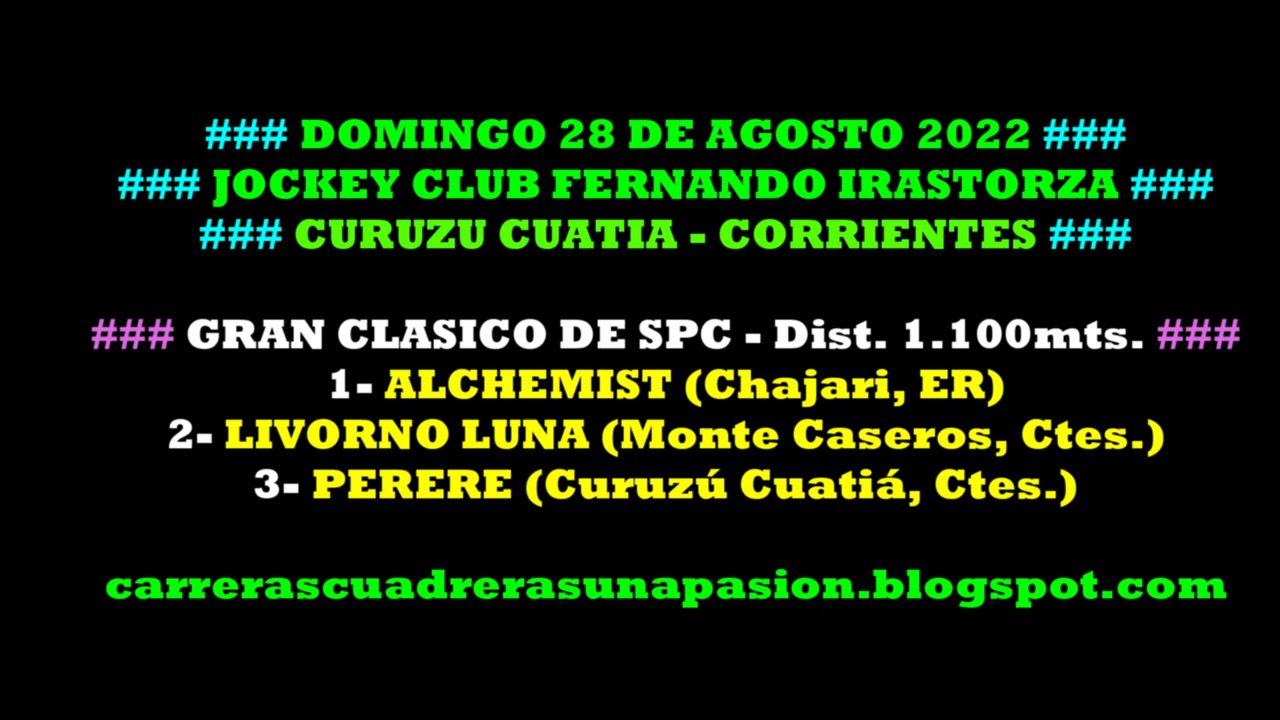 ### DOMINGO 28 DE AGOSTO 2022 ###
### JOCKEY CLUB FERNANDO IRASTORZA ###
### CURUZU CUATIA - CORRIENTES ###
### GRAN CLASICO DE SPC - Dist. 1.100mts. ###
1- ALCHEMIST (Chajari, ER)
2- LIVORNO LUNA (Monte Caseros, Ctes.)
3- PERERE (Curuzú Cuatiá, Ctes.)
carrerascuadrerasunapasion.blogspot.com